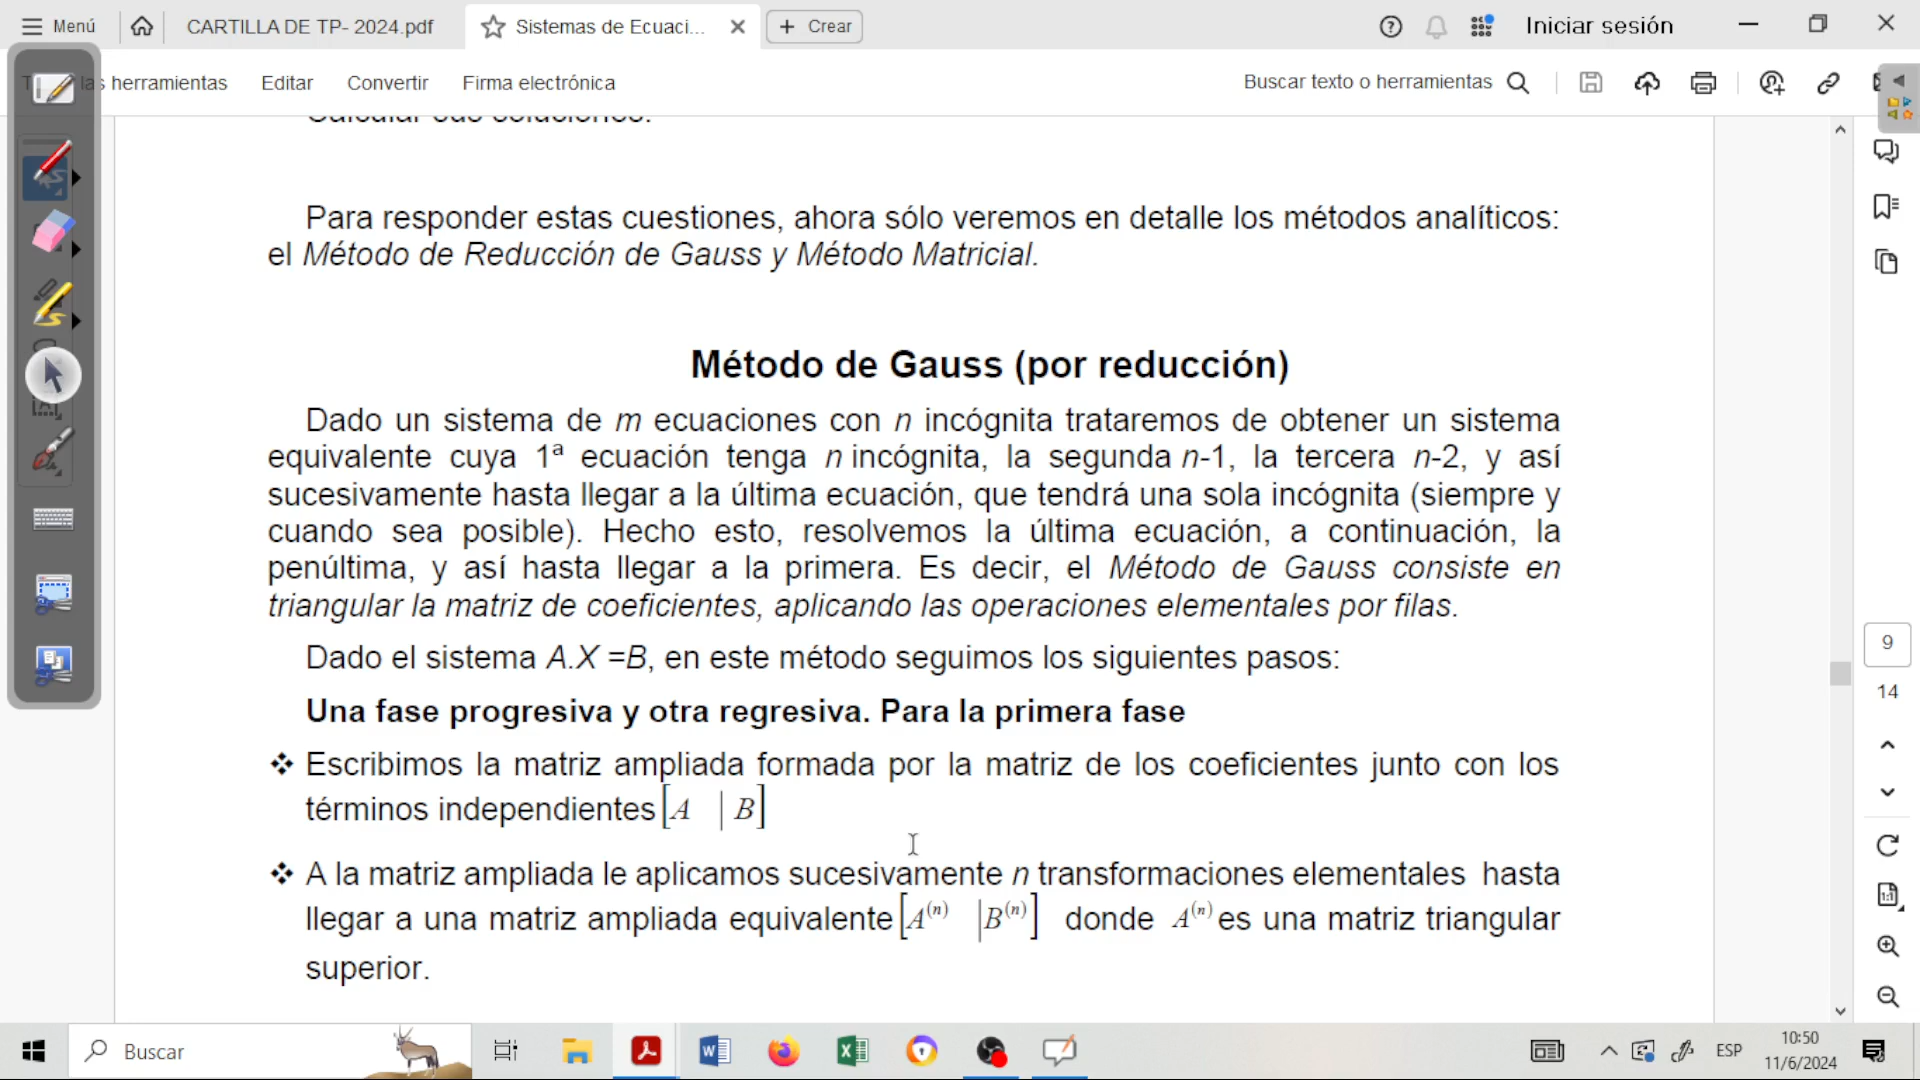 Menú
CARTILLA DE TP- 2024.pdf
Sistemas de Ecuaci...
Crear
Iniciar sesión
las herramientas
Editar
Convertir
Firma electrónica
Buscar texto o herramientas
Calcular sus soluciones.
Para responder estas cuestiones, ahora sólo veremos en detalle los métodos analíticos:
el Método de Reducción de Gauss y Método Matricial.
Método de Gauss (por reducción)
Dado un sistema de m ecuaciones con n incógnita trataremos de obtener un sistema
equivalente cuya 1ª ecuación tenga n incógnita, la segunda n-1, la tercera n-2, y así
sucesivamente hasta llegar a la última ecuación, que tendrá una sola incógnita (siempre y
cuando sea posible). Hecho esto, resolvemos la última ecuación, a continuación, la
penúltima, y así hasta llegar a la primera. Es decir, el Método de Gauss consiste en
triangular la matriz de coeficientes, aplicando las operaciones elementales por filas.
Dado el sistema A.X =B, en este método seguimos los siguientes pasos:
Una fase progresiva y otra regresiva. Para la primera fase
❖ Escribimos la matriz ampliada formada por la matriz de los coeficientes junto con los
términos independientes [A | B]
❖ A la matriz ampliada le aplicamos sucesivamente n transformaciones elementales hasta
llegar a una matriz ampliada equivalente [A⁽ⁿ⁾ | B⁽ⁿ⁾] donde A⁽ⁿ⁾ es una matriz triangular
superior.
9
14
Buscar
ESP
10:50
11/6/2024